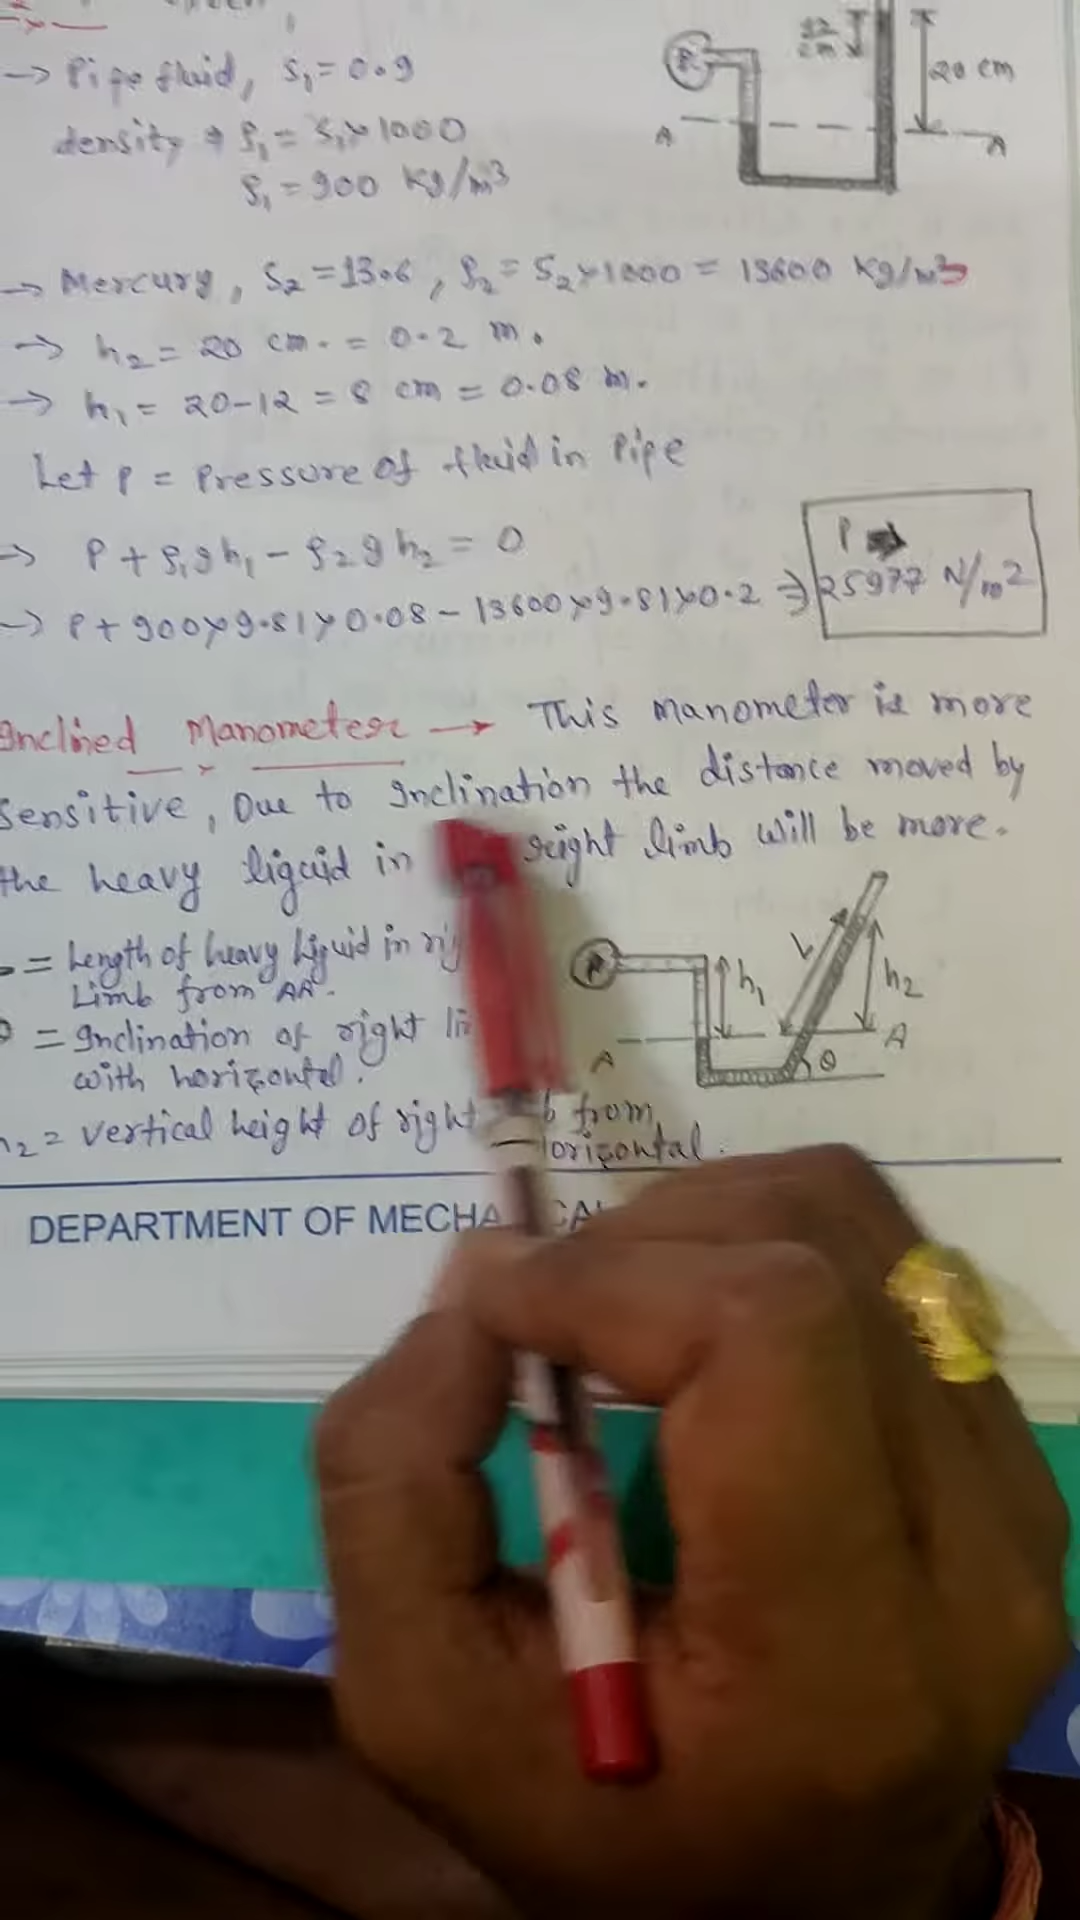 → Pipe fluid, S₁ = 0.9
density → ρ₁ = S₁ × 1000
ρ₁ = 900 Kg/m³
12 cm
20 cm
A A
→ Mercury, S₂ = 13.6, ρ₂ = S₂ × 1000 = 13600 Kg/m³
→ h₂ = 20 cm. = 0.2 m.
→ h₁ = 20-12 = 8 cm = 0.08 m.
Let P = Pressure of fluid in Pipe
→ P + ρ₁gh₁ - ρ₂gh₂ = 0
→ P + 900×9.81×0.08 - 13600×9.81×0.2 ⇒
P
25977 N/m²
Inclined Manometer → This manometer is more
sensitive, Due to Inclination the distance moved by
the heavy liquid in right limb will be more.
= Length of heavy liquid in
Limb from AA.
= Inclination of right
with horizontal.
h₂ = vertical height of right from
horizontal.
h₁ L h₂
A A
θ
DEPARTMENT OF MECHANICAL